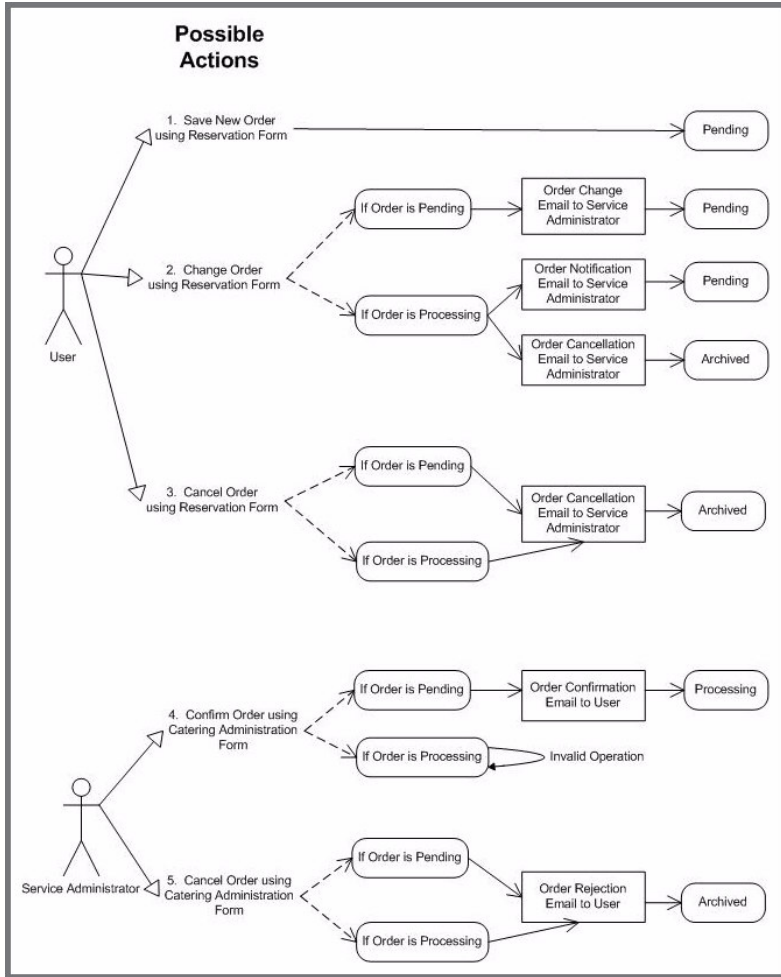 Possible
Actions
1. Save New Order
using Reservation Form
Pending
If Order is Pending
Order Change
Email to Service
Administrator
Pending
2. Change Order
using Reservation Form
Order Notification
Email to Service
Administrator
Pending
If Order is Processing
User
Order Cancellation
Email to Service
Administrator
Archived
If Order is Pending
3. Cancel Order
using Reservation Form
Order Cancellation
Email to Service
Administrator
Archived
If Order is Processing
If Order is Pending
Order Confirmation
Email to User
Processing
4. Confirm Order using
Catering Administration
Form
If Order is Processing
Invalid Operation
If Order is Pending
Service Administrator
5. Cancel Order using
Catering Administration
Form
Order Rejection
Email to User
Archived
If Order is Processing